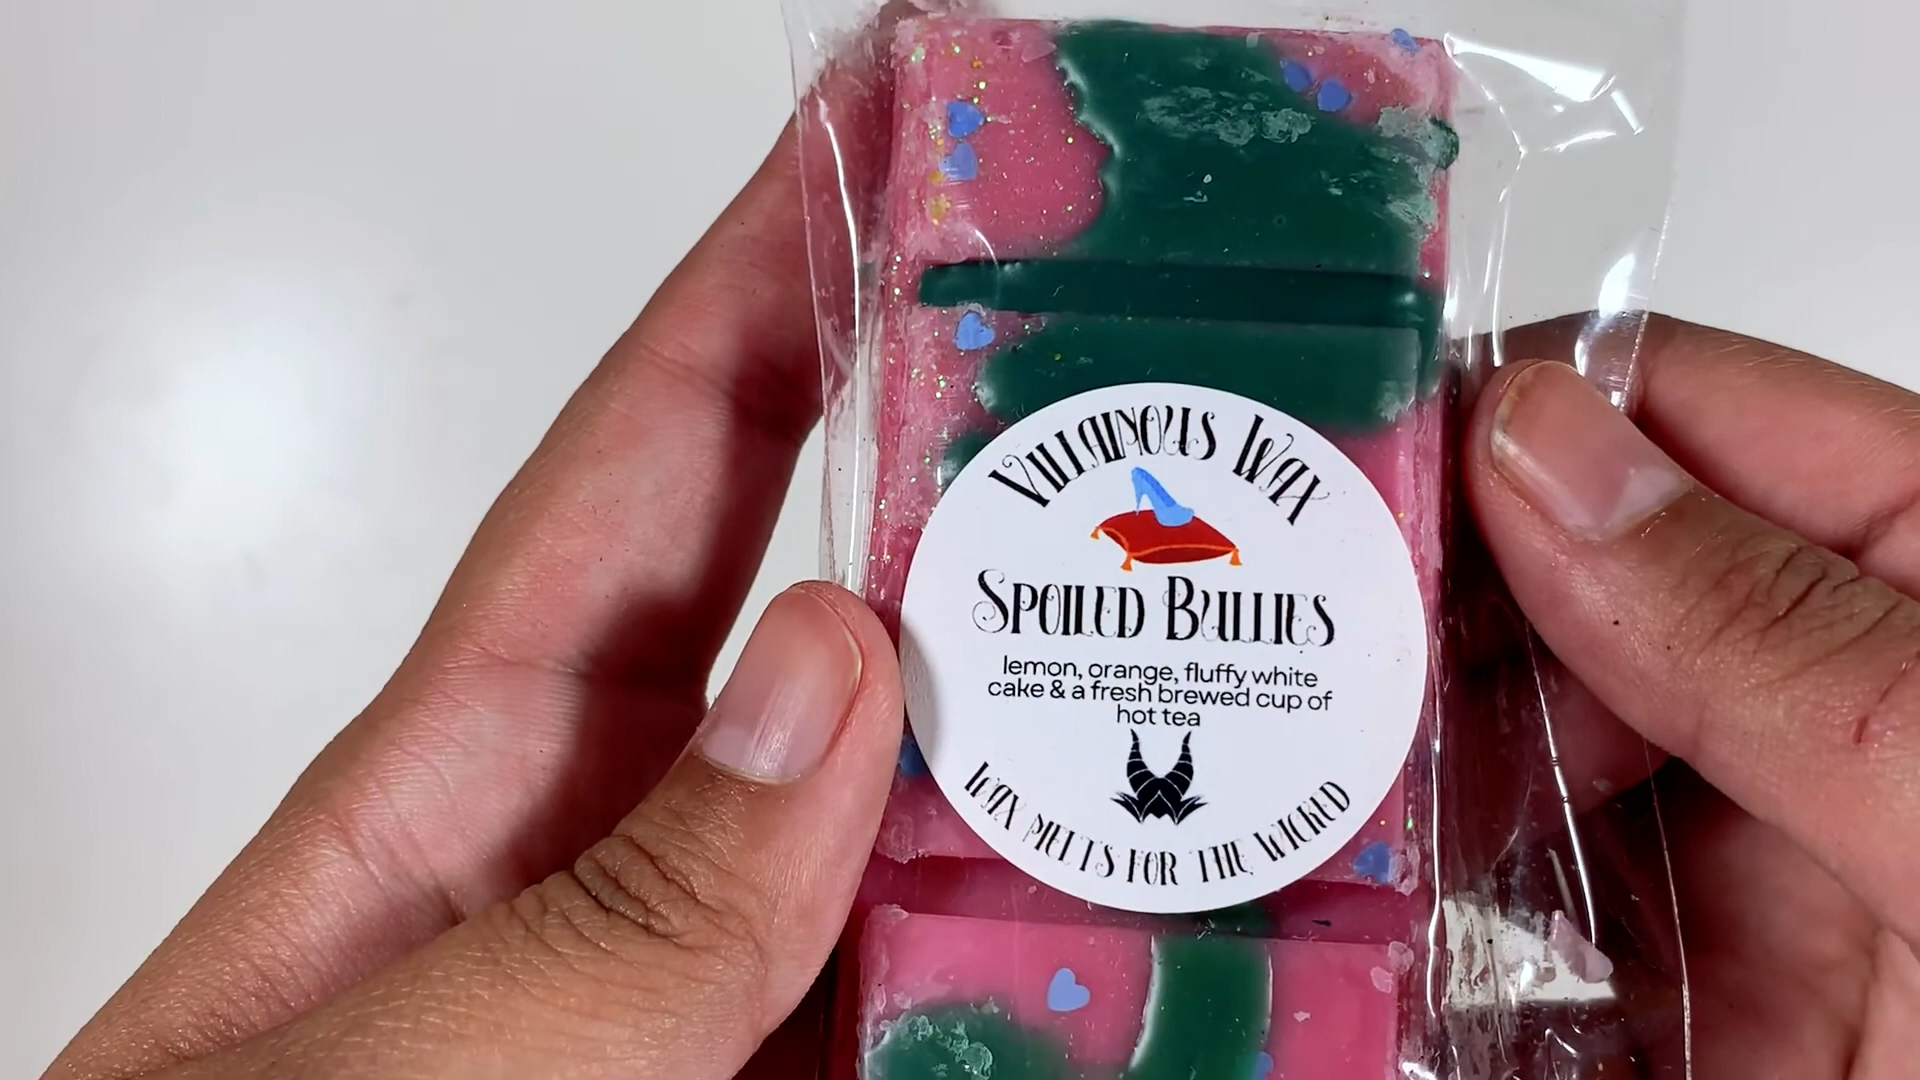 Villainous Wax
Spoiled Bullies
lemon, orange, fluffy white
cake & a fresh brewed cup of
hot tea
Wax Melts for the Wicked